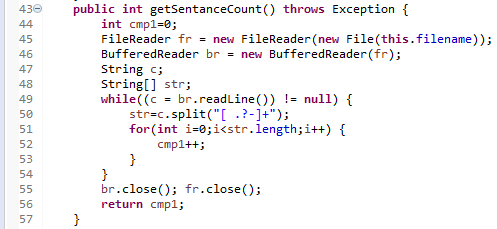 43 public int getSentanceCount() throws Exception {
44 int cmp1=0;
45 FileReader fr = new FileReader(new File(this.filename));
46 BufferedReader br = new BufferedReader(fr);
47 String c;
48 String[] str;
49 while((c = br.readLine()) != null) {
50 str=c.split("[ .?-]+");
51 for(int i=0;i<str.length;i++) {
52 cmp1++;
53 }
54 }
55 br.close(); fr.close();
56 return cmp1;
57 }